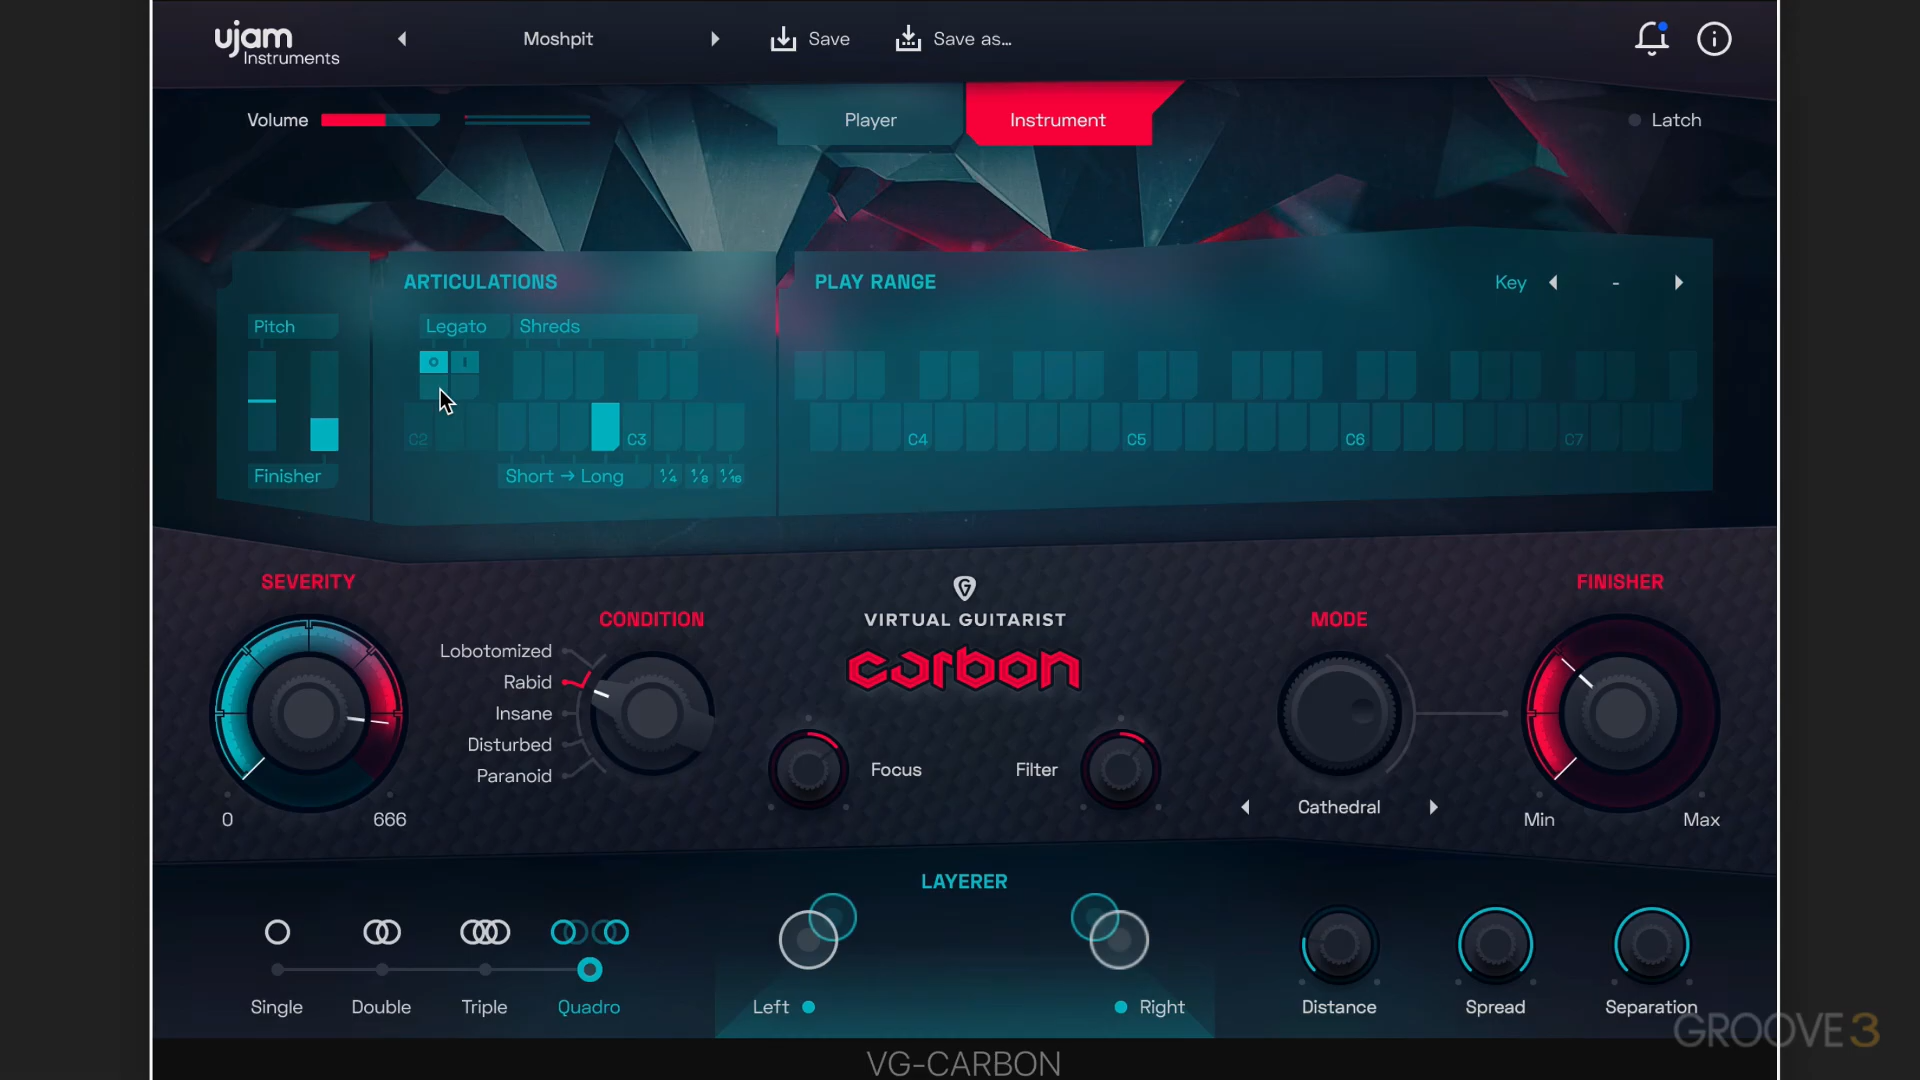 ujam
Instruments
Moshpit
Save
Save as...
Volume
Player
Instrument
Latch
ARTICULATIONS
PLAY RANGE
Key
-
Pitch
Legato
Shreds
O
I
C2
C3
C4
C5
C6
C7
Finisher
Short → Long
1/4
1/8
1/16
SEVERITY
0
666
CONDITION
Lobotomized
Rabid
Insane
Disturbed
Paranoid
G
VIRTUAL GUITARIST
carbon
Focus
Filter
MODE
Cathedral
FINISHER
Min
Max
LAYERER
Single
Double
Triple
Quadro
Left
Right
Distance
Spread
Separation
GROOVE3
VG-CARBON